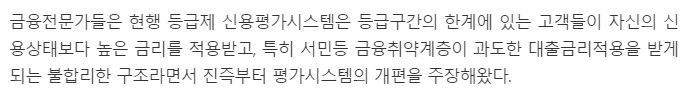 금융전문가들은 현행 등급제 신용평가시스템은 등급구간의 한계에 있는 고객들이 자신의 신
용상태보다 높은 금리를 적용받고, 특히 서민등 금융취약계층이 과도한 대출금리적용을 받게
되는 불합리한 구조라면서 진즉부터 평가시스템의 개편을 주장해왔다.